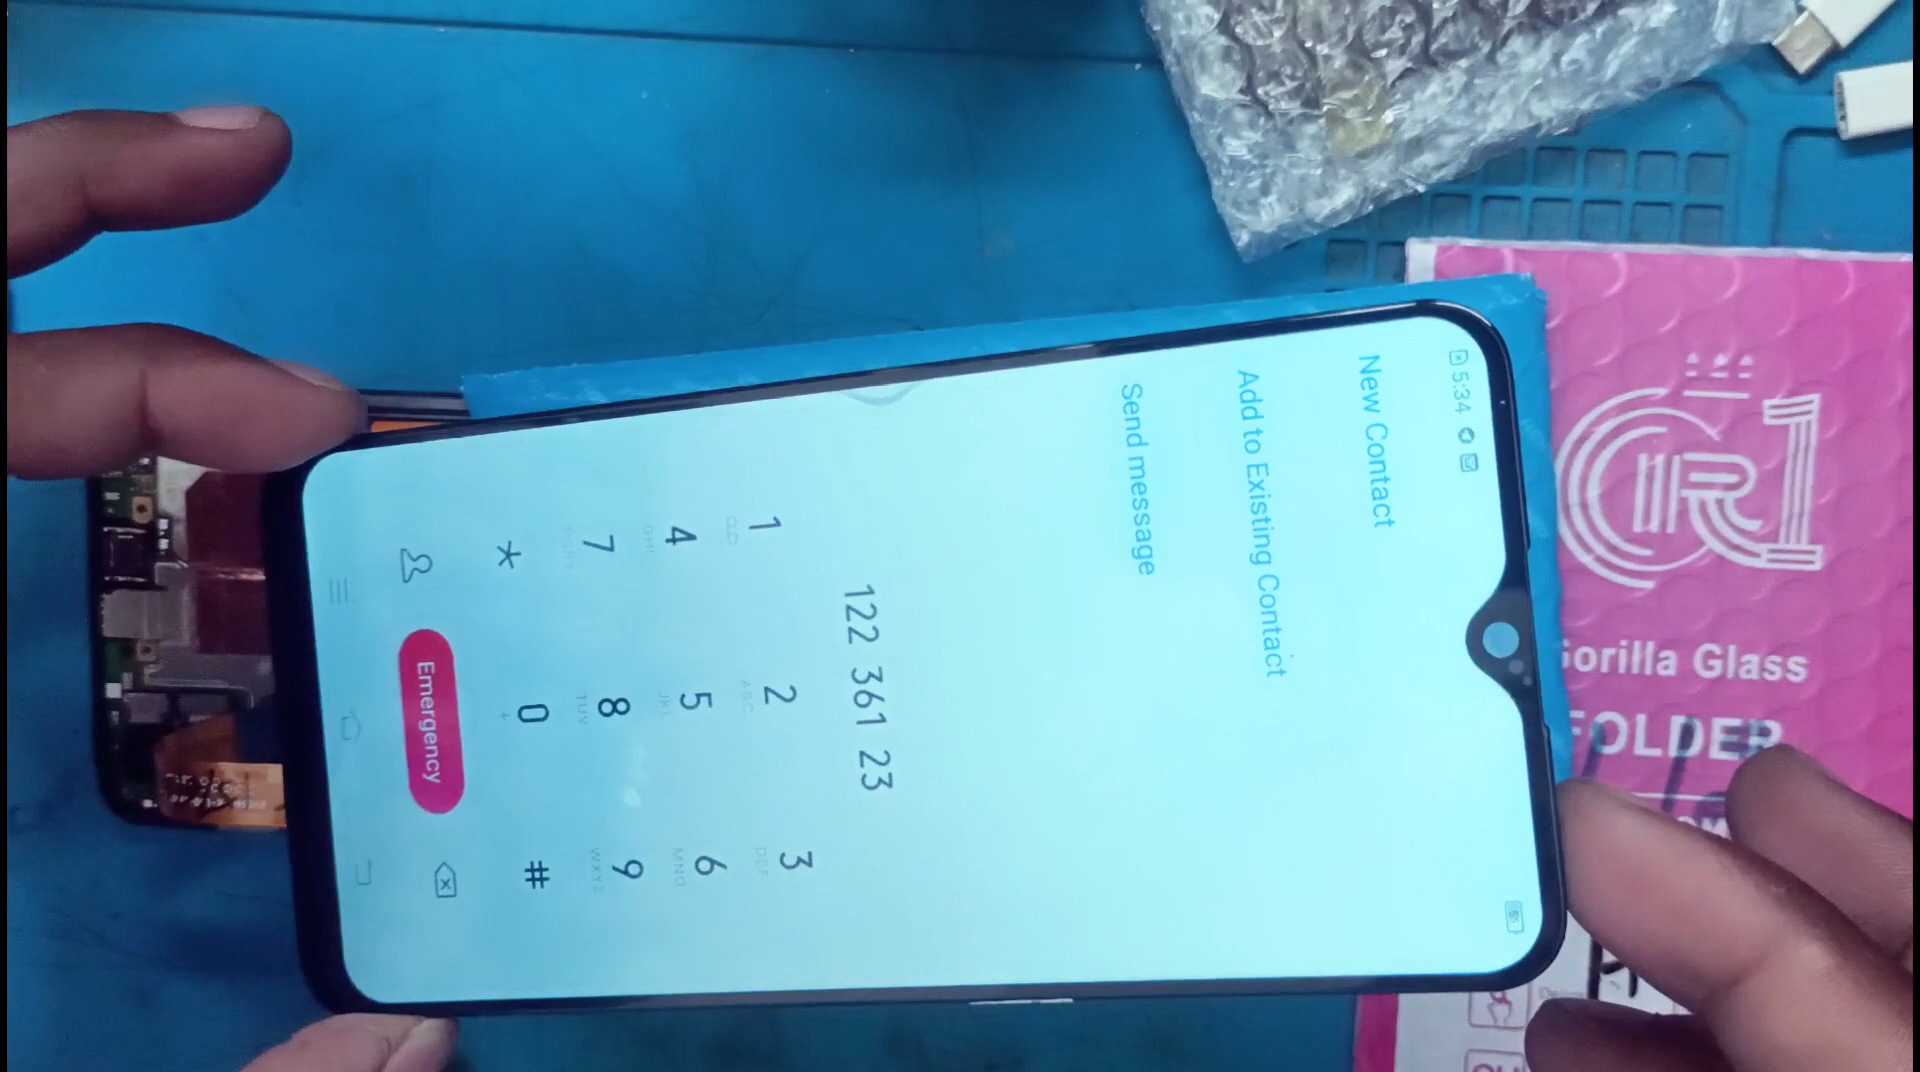 5:34
New Contact
Add to Existing Contact
Send message
122 361 23
1
2
ABC
3
DEF
4
GHI
5
JKL
6
MNO
7
8
TUV
9
WXYZ
*
0
+
#
Emergency
Gorilla Glass
FOLDER